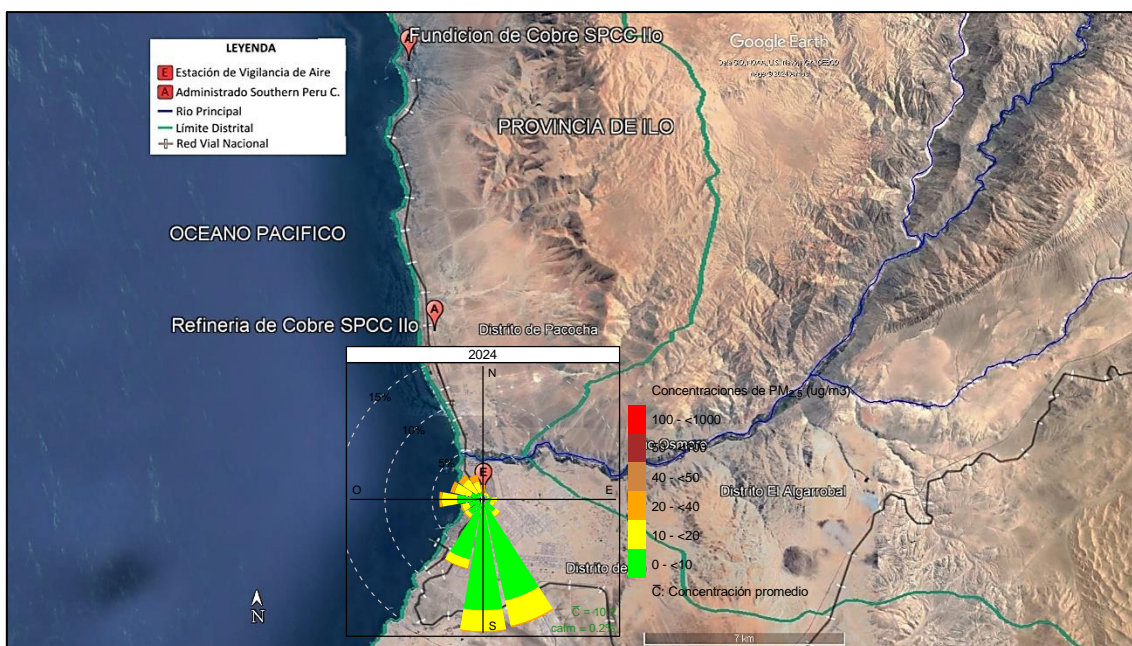 LEYENDA
E Estación de Vigilancia de Aire
A Administrado Southern Peru C.
Rio Principal
Límite Distrital
Red Vial Nacional
Fundicion de Cobre SPCC Ilo
Google Earth
PROVINCIA DE ILO
OCEANO PACIFICO
A
Refineria de Cobre SPCC Ilo
Distrito de Pacocha
2024
N
15%
10%
5%
E
O
E
S
C = 10.
calm = 0.2%
Concentraciones de PM2.5 (ug/m3)
100 - <1000
50 - <100
40 - <50
20 - <40
10 - <20
0 - <10
C: Concentración promedio
Osmore
Distrito El Algarrobal
Distrito de
N
7 km